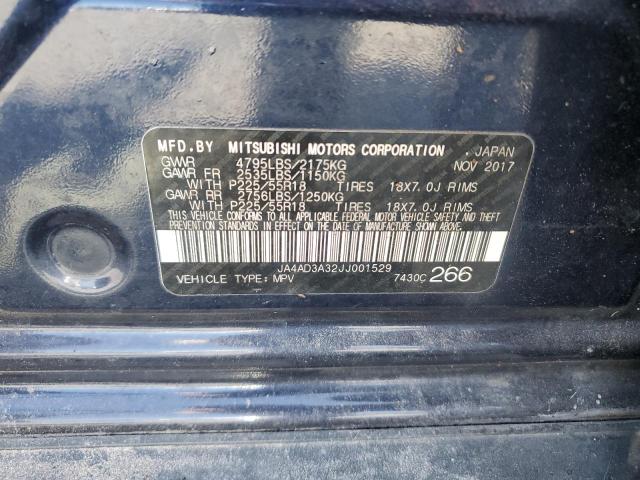 MFD.BY MITSUBISHI MOTORS CORPORATION, JAPAN
GVWR 4795LBS/2175KG NOV 2017
GAWR FR 2535LBS/1150KG
WITH P225/55R18 TIRES 18X7.0J RIMS
GAWR RR 2756LBS/1250KG
WITH P225/55R18 TIRES 18X7.0J RIMS
THIS VEHICLE CONFORMS TO ALL APPLICABLE FEDERAL MOTOR VEHICLE SAFETY AND THEFT
PREVENTION STANDARDS IN EFFECT ON THE DATE OF MANUFACTURE SHOWN ABOVE.
JA4AD3A32JJ001529
VEHICLE TYPE: MPV 7430C 266